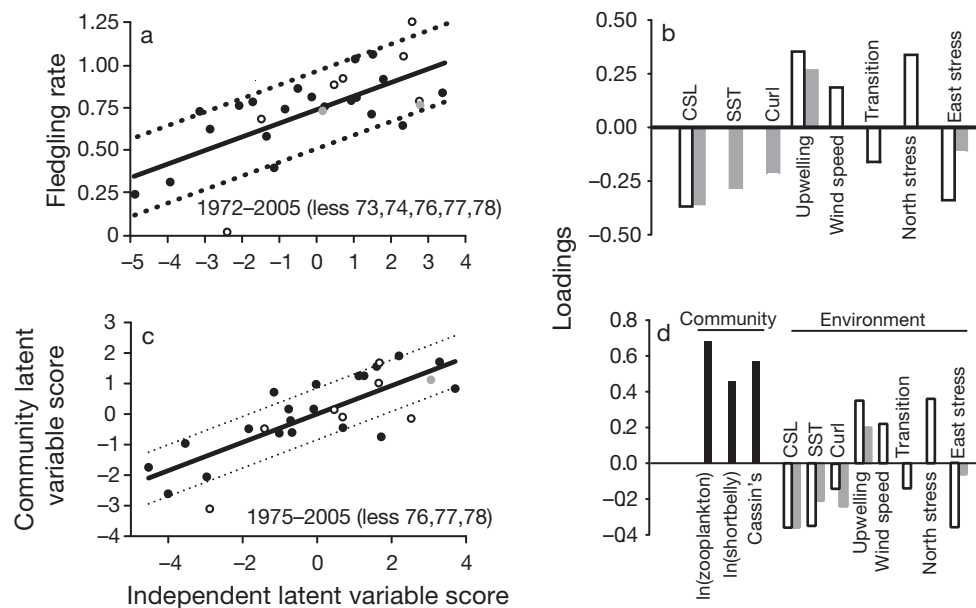 a
Fledgling rate
1.25
1.00
0.75
0.50
0.25
0
1972–2005 (less 73,74,76,77,78)
–5 –4 –3 –2 –1 0 1 2 3 4
b
Loadings
0.25
0.00
–0.25
–0.50
CSL
SST
Curl
Upwelling
Wind speed
Transition
North stress
East stress
c
Community latent
variable score
3
2
1
0
–1
–2
–3
–4
1975–2005 (less 76,77,78)
–4 –2 0 2 4
Independent latent variable score
d
0.8
0.6
0.4
0.2
0.0
–0.2
–04
Community
Environment
ln(zooplankton)
ln(shortbelly)
Cassin's
CSL
SST
Curl
Upwelling
Wind speed
Transition
North stress
East stress